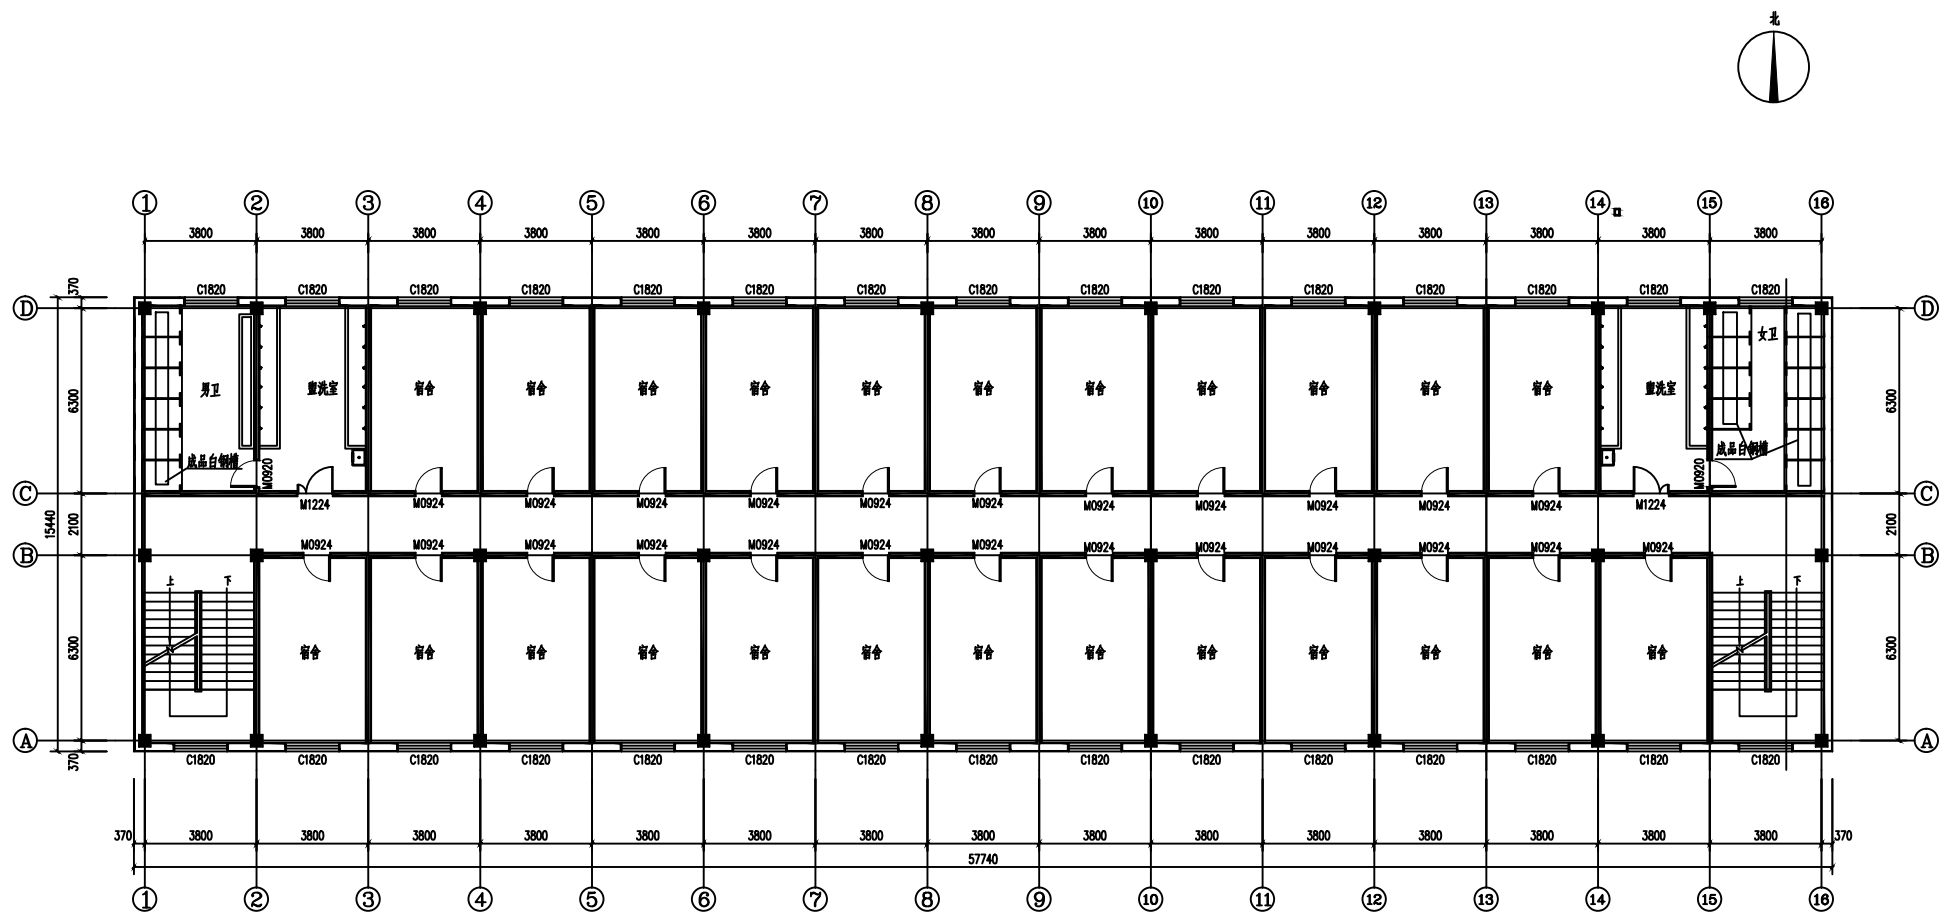 北
1 2 3 4 5 6 7 8 9 10 11 12 13 14 15 16
3800 3800 3800 3800 3800 3800 3800 3800 3800 3800 3800 3800 3800 3800 3800
370
C1820 C1820 C1820 C1820 C1820 C1820 C1820 C1820 C1820 C1820 C1820 C1820 C1820 C1820 C1820
D D
女卫
6300 男卫 盥洗室 宿舍 宿舍 宿舍 宿舍 宿舍 宿舍 宿舍 宿舍 宿舍 宿舍 宿舍 盥洗室 6300
成品白钢槽 成品白钢槽
M0920 M0920
C C
M1224 M0924 M0924 M0924 M0924 M0924 M0924 M0924 M0924 M0924 M0924 M0924 M1224
15440 2100 2100
M0924 M0924 M0924 M0924 M0924 M0924 M0924 M0924 M0924 M0924 M0924 M0924 M0924
B B
上 下 上 下
6300 宿舍 宿舍 宿舍 宿舍 宿舍 宿舍 宿舍 宿舍 宿舍 宿舍 宿舍 宿舍 宿舍 6300
A A
370 C1820 C1820 C1820 C1820 C1820 C1820 C1820 C1820 C1820 C1820 C1820 C1820 C1820 C1820 C1820
370 3800 3800 3800 3800 3800 3800 3800 3800 3800 3800 3800 3800 3800 3800 3800 370
57740
1 2 3 4 5 6 7 8 9 10 11 12 13 14 15 16